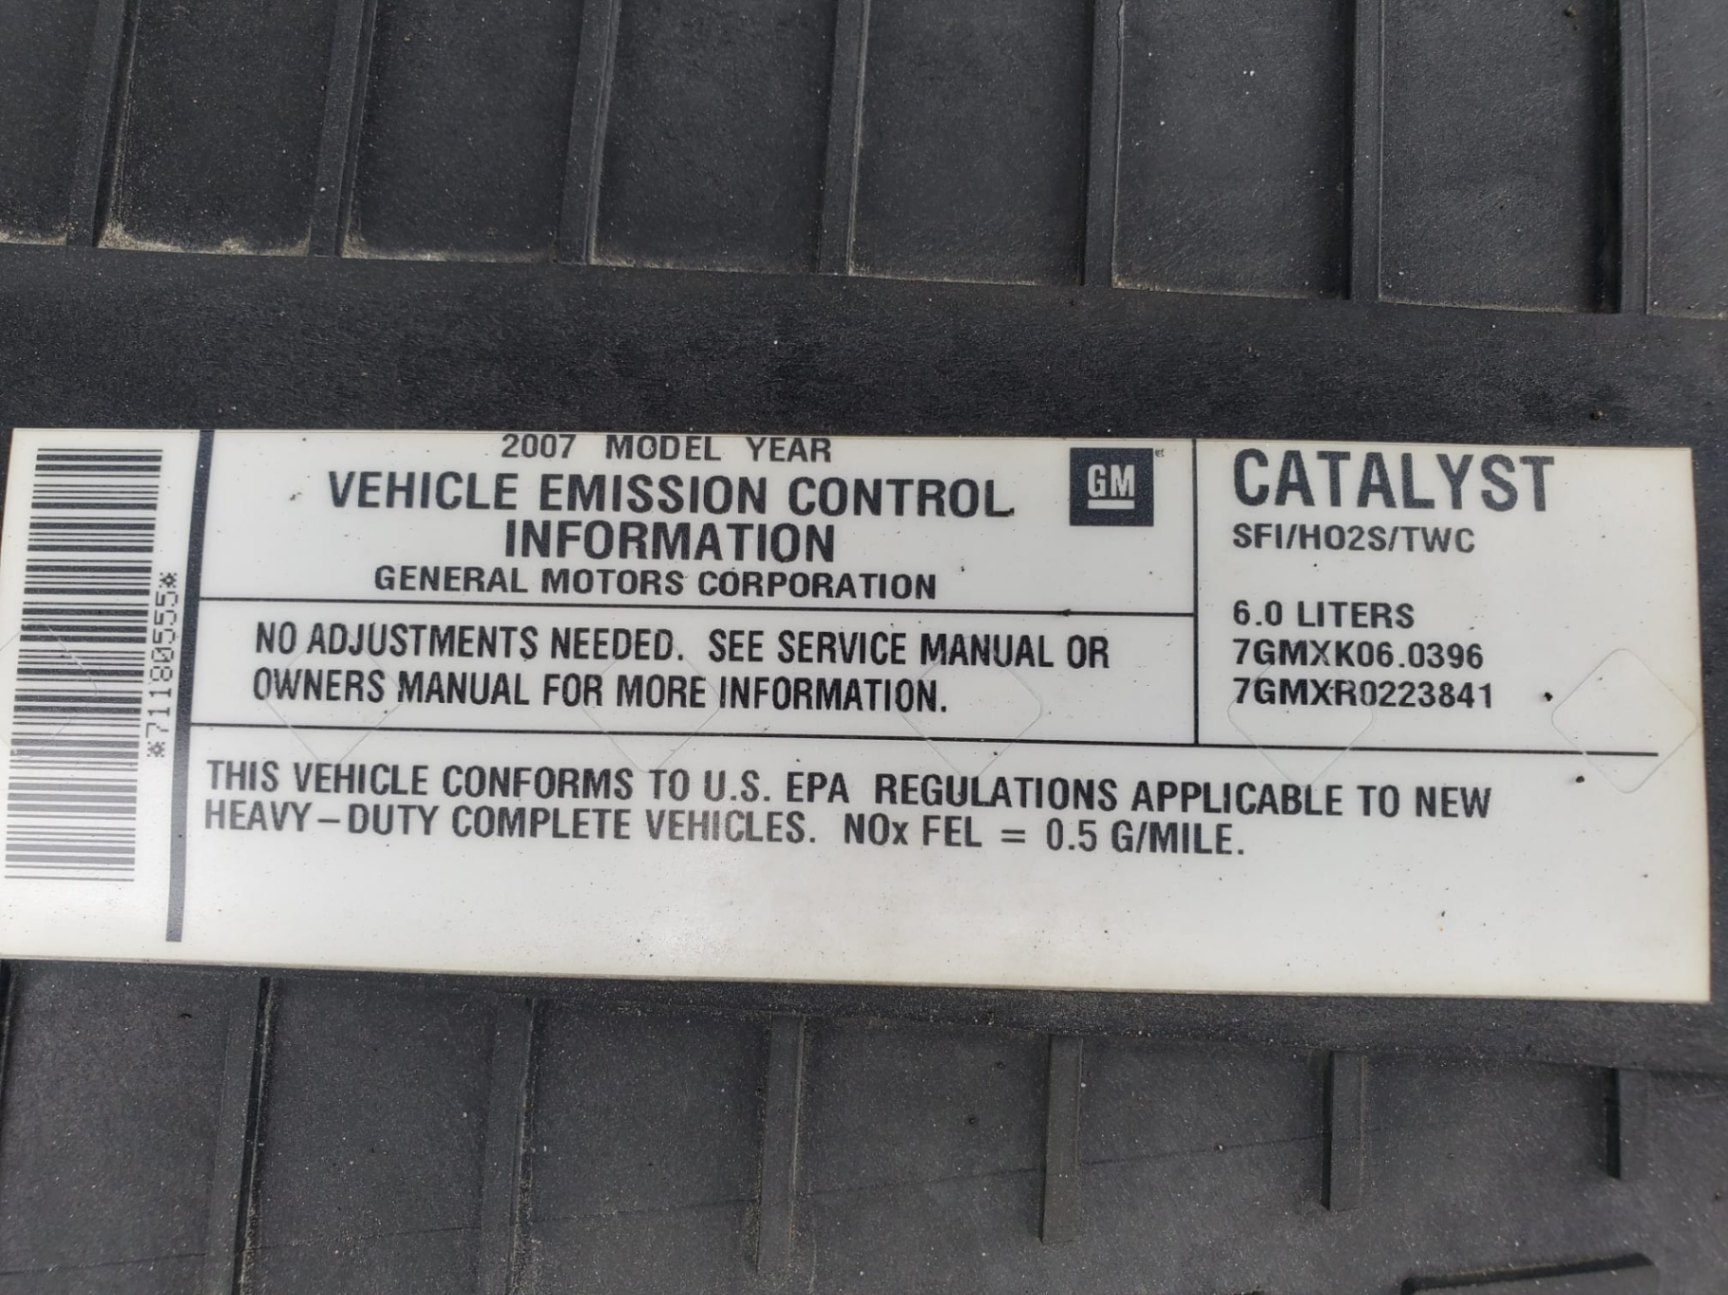 *711180555*
2007 MODEL YEAR
VEHICLE EMISSION CONTROL
INFORMATION
GENERAL MOTORS CORPORATION
GM
NO ADJUSTMENTS NEEDED. SEE SERVICE MANUAL OR
OWNERS MANUAL FOR MORE INFORMATION.
CATALYST
SFI/HO2S/TWC
6.0 LITERS
7GMXK06.0396
7GMXR0223841
THIS VEHICLE CONFORMS TO U.S. EPA REGULATIONS APPLICABLE TO NEW
HEAVY-DUTY COMPLETE VEHICLES. NOx FEL = 0.5 G/MILE.